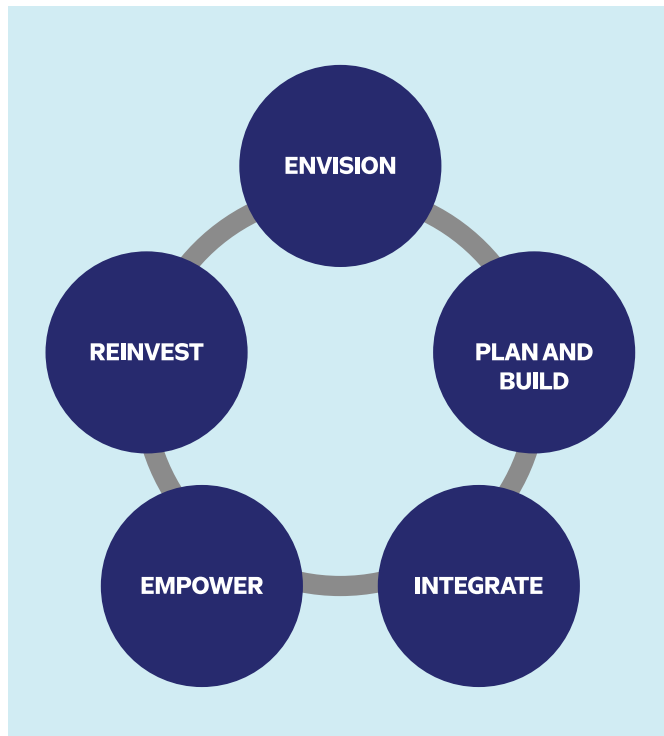 ENVISION
PLAN AND
BUILD
INTEGRATE
EMPOWER
REINVEST